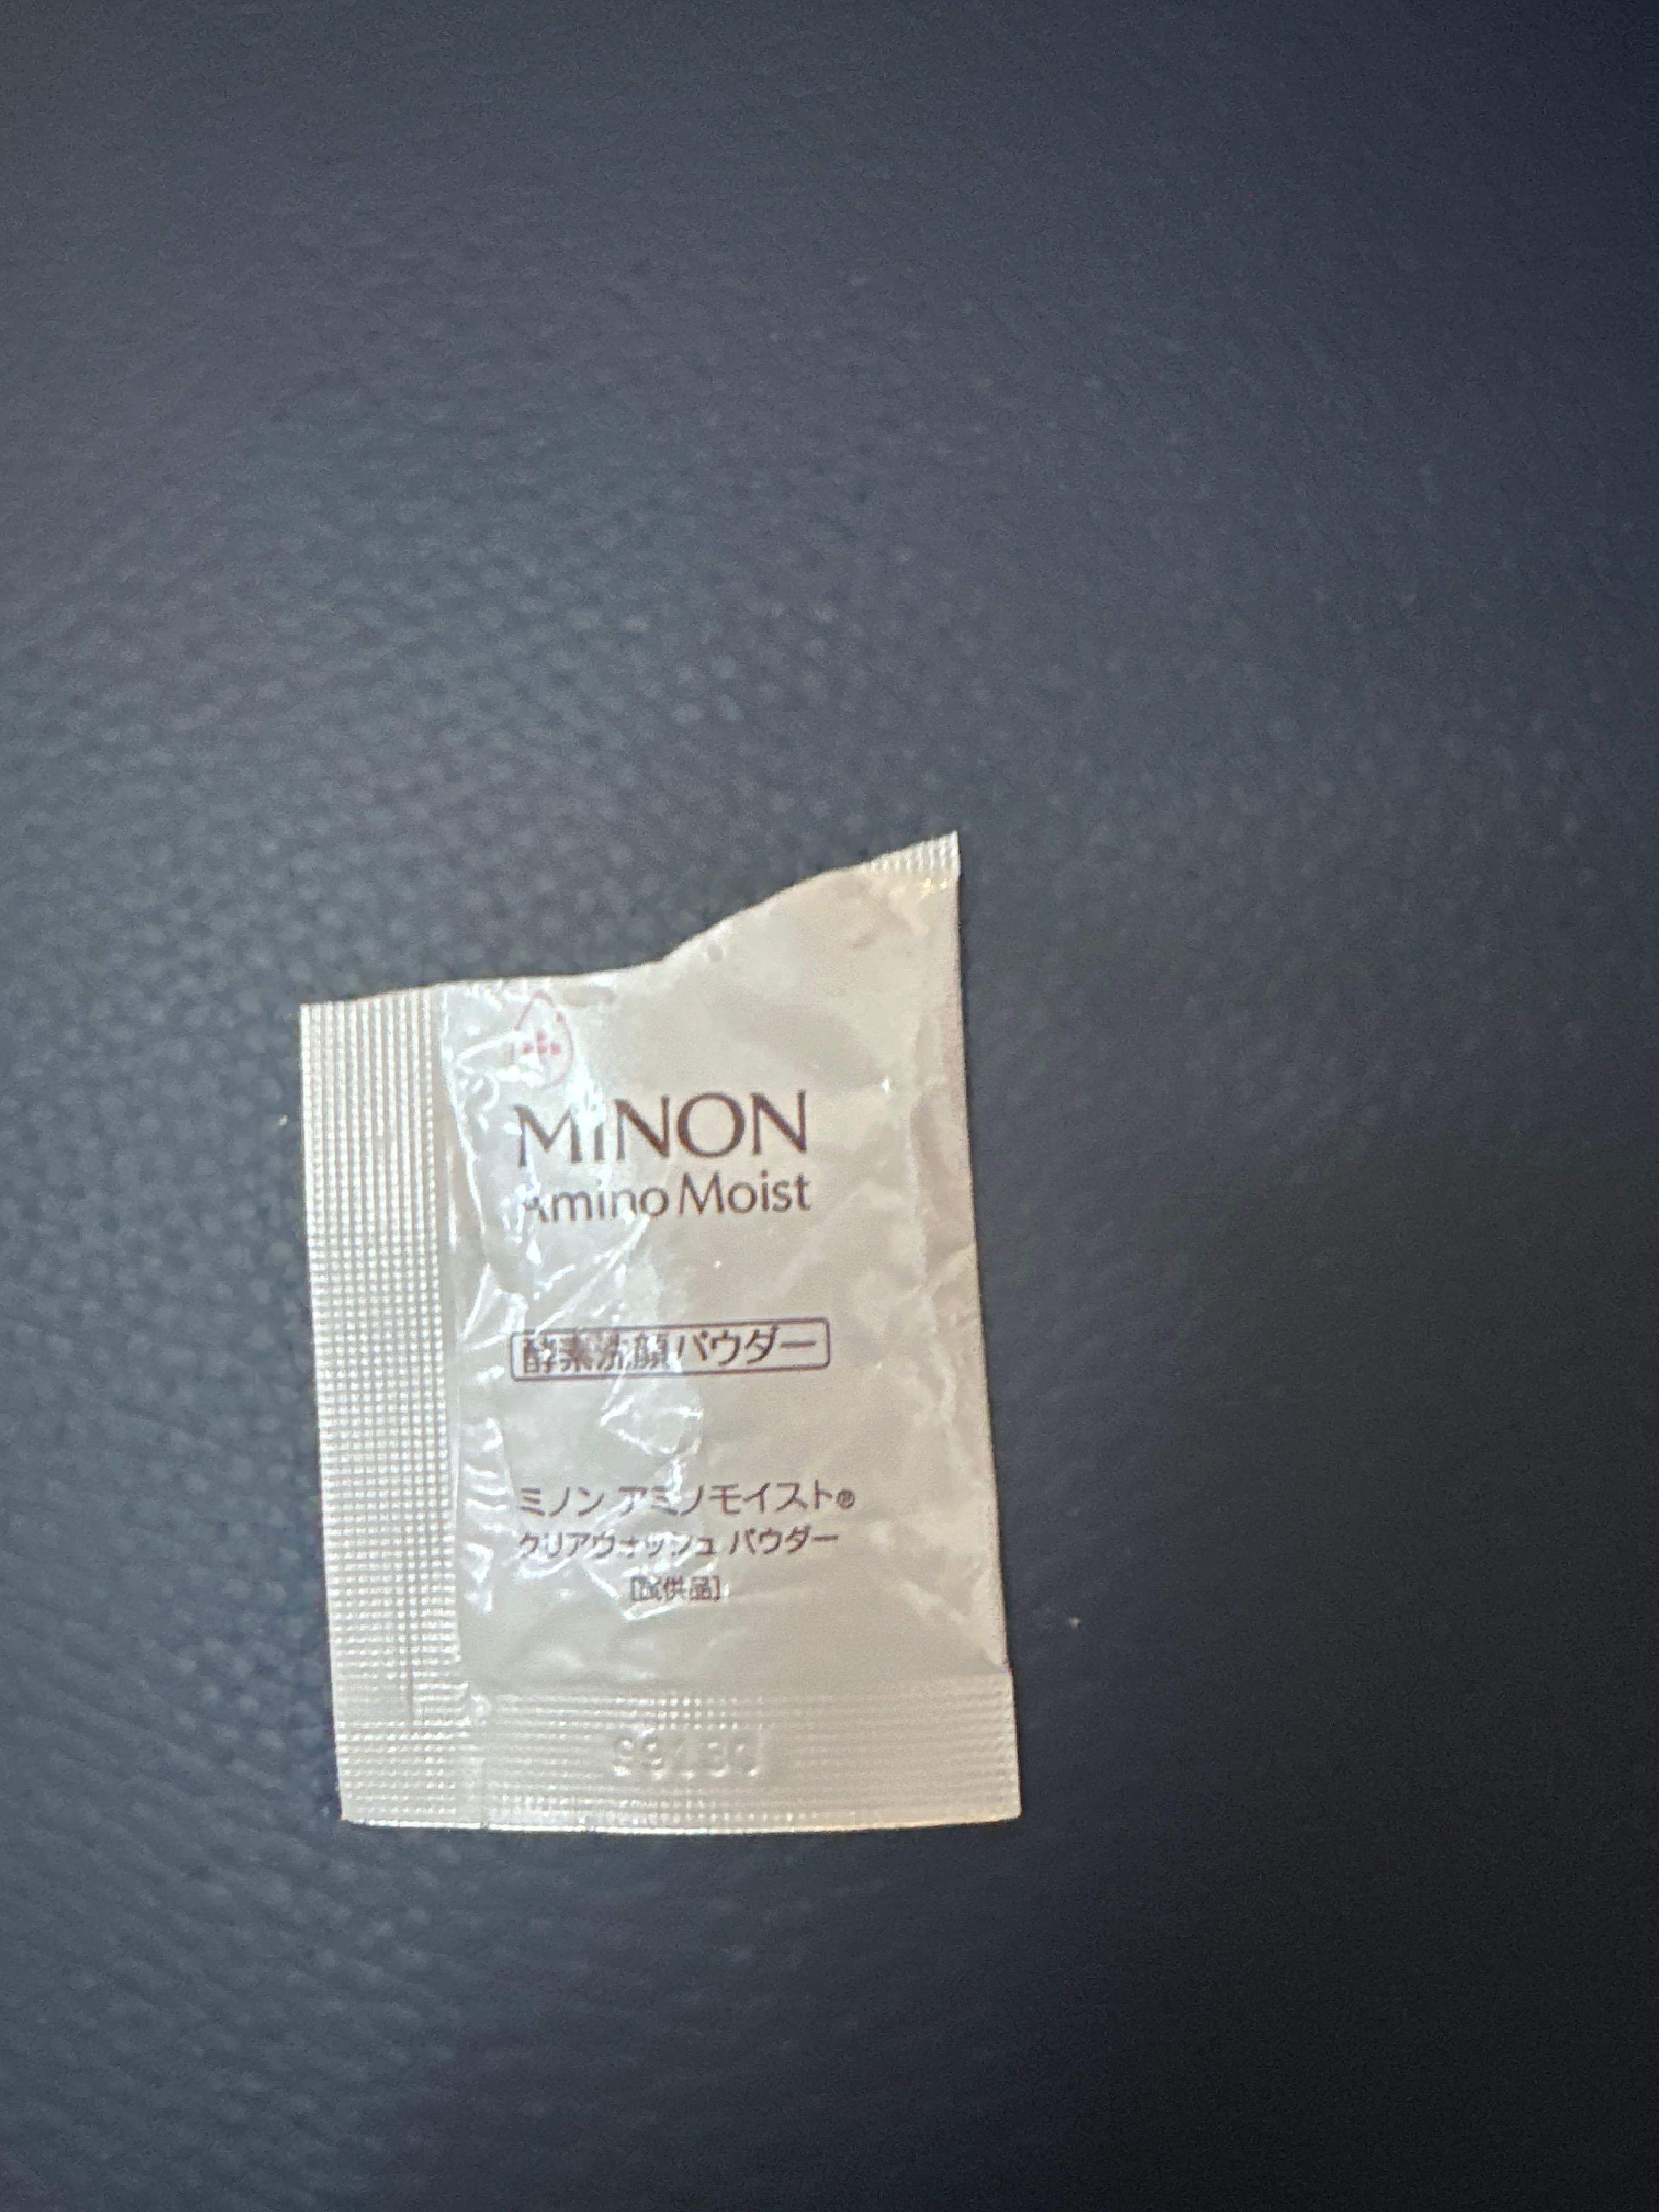 MINON
Amino Moist
酵素洗顔パウダー
ミノン アミノモイスト®
クリアウォッシュ パウダー
[試供品]